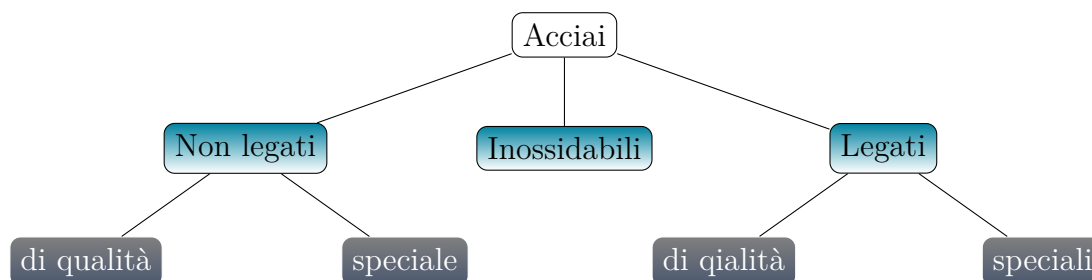 Acciai
Non legati
Inossidabili
Legati
di qualità
speciale
di qialità
speciali